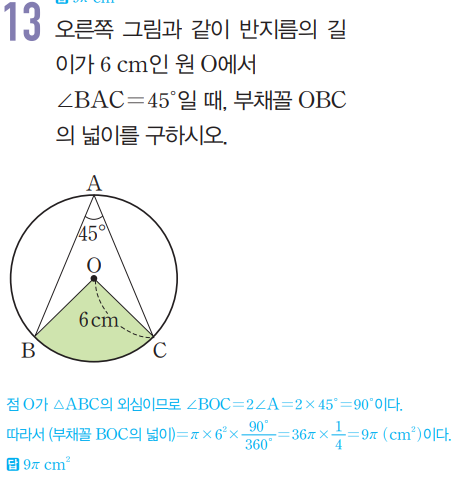 답 9π cm
13 오른쪽 그림과 같이 반지름의 길
이가 6 cm인 원 O에서
∠BAC=45°일 때, 부채꼴 OBC
의 넓이를 구하시오.
A
45°
O
6cm
B C
점 O가 △ABC의 외심이므로 ∠BOC=2∠A=2×45°=90°이다.
따라서 (부채꼴 BOC의 넓이)=π×6²×90°/360°=36π×1/4=9π (cm²)이다.
답 9π cm²